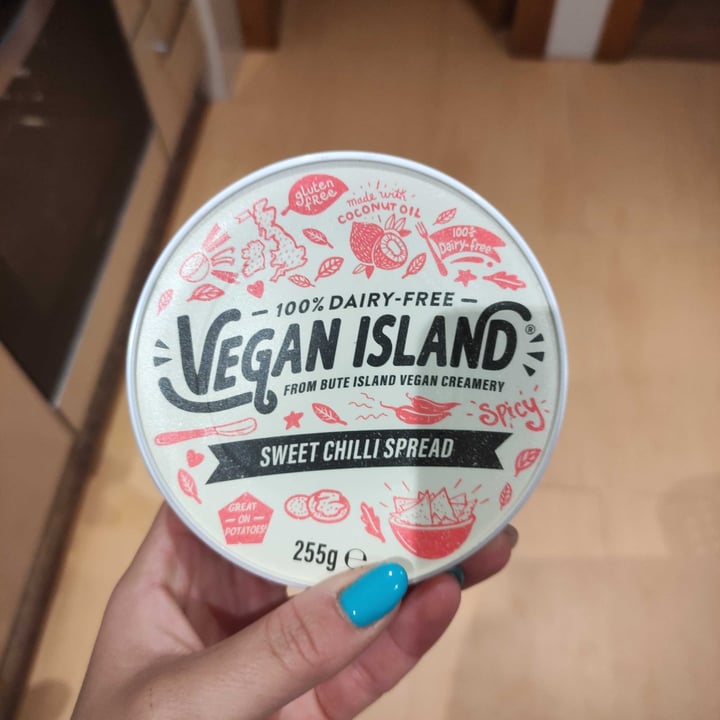 gluten
free
made with
COCONUT OIL
100%
Dairy-free
100% DAIRY-FREE
VEGAN ISLAND®
FROM BUTE ISLAND VEGAN CREAMERY
Spicy
SWEET CHILLI SPREAD
GREAT
ON
POTATOES!
255g ℮